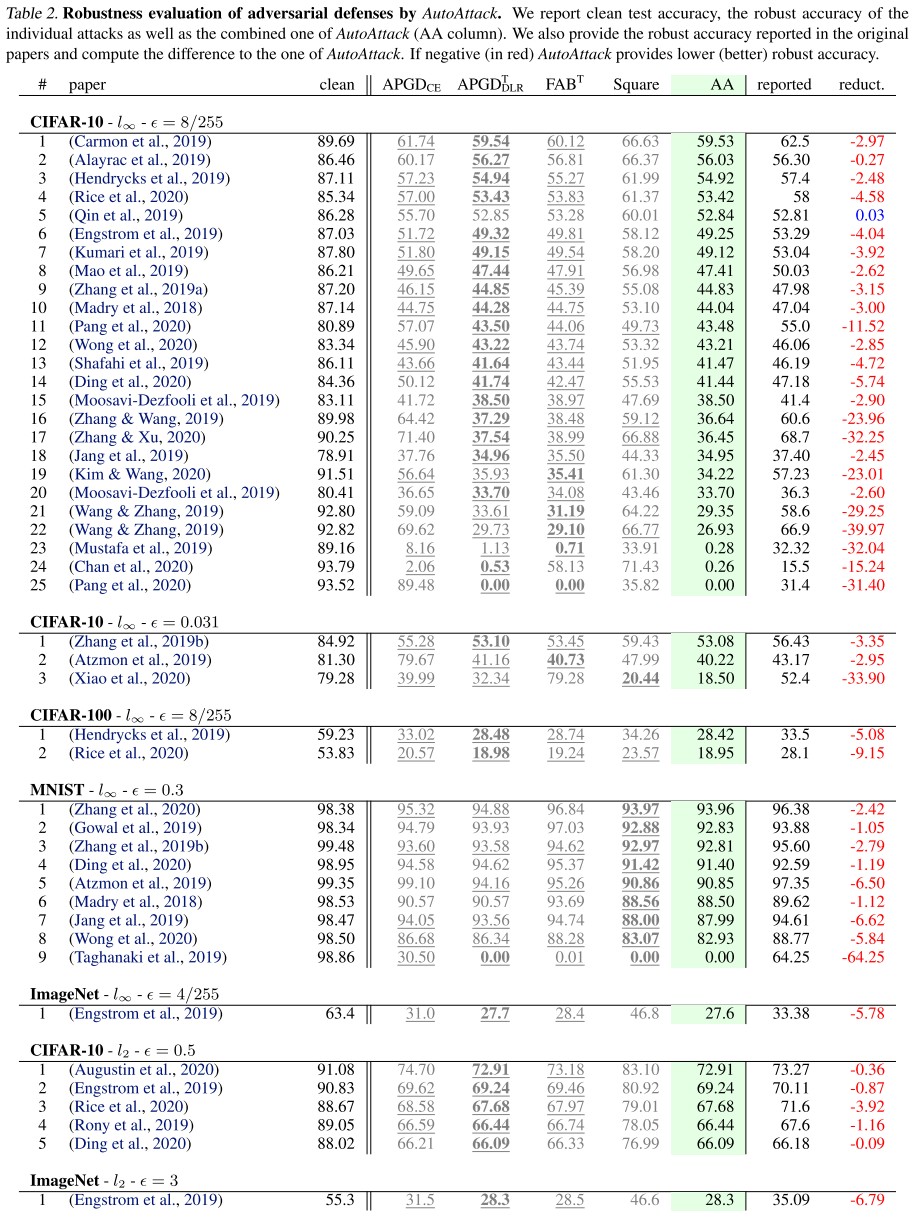 Table 2. Robustness evaluation of adversarial defenses by AutoAttack. We report clean test accuracy, the robust accuracy of the
individual attacks as well as the combined one of AutoAttack (AA column). We also provide the robust accuracy reported in the original
papers and compute the difference to the one of AutoAttack. If negative (in red) AutoAttack provides lower (better) robust accuracy.
# paper clean APGD_CE APGD^T_DLR FAB^T Square AA reported reduct.
CIFAR-10 - l∞ - ϵ = 8/255
1 (Carmon et al., 2019) 89.69 61.74 59.54 60.12 66.63 59.53 62.5 -2.97
2 (Alayrac et al., 2019) 86.46 60.17 56.27 56.81 66.37 56.03 56.30 -0.27
3 (Hendrycks et al., 2019) 87.11 57.23 54.94 55.27 61.99 54.92 57.4 -2.48
4 (Rice et al., 2020) 85.34 57.00 53.43 53.83 61.37 53.42 58 -4.58
5 (Qin et al., 2019) 86.28 55.70 52.85 53.28 60.01 52.84 52.81 0.03
6 (Engstrom et al., 2019) 87.03 51.72 49.32 49.81 58.12 49.25 53.29 -4.04
7 (Kumari et al., 2019) 87.80 51.80 49.15 49.54 58.20 49.12 53.04 -3.92
8 (Mao et al., 2019) 86.21 49.65 47.44 47.91 56.98 47.41 50.03 -2.62
9 (Zhang et al., 2019a) 87.20 46.15 44.85 45.39 55.08 44.83 47.98 -3.15
10 (Madry et al., 2018) 87.14 44.75 44.28 44.75 53.10 44.04 47.04 -3.00
11 (Pang et al., 2020) 80.89 57.07 43.50 44.06 49.73 43.48 55.0 -11.52
12 (Wong et al., 2020) 83.34 45.90 43.22 43.74 53.32 43.21 46.06 -2.85
13 (Shafahi et al., 2019) 86.11 43.66 41.64 43.44 51.95 41.47 46.19 -4.72
14 (Ding et al., 2020) 84.36 50.12 41.74 42.47 55.53 41.44 47.18 -5.74
15 (Moosavi-Dezfooli et al., 2019) 83.11 41.72 38.50 38.97 47.69 38.50 41.4 -2.90
16 (Zhang & Wang, 2019) 89.98 64.42 37.29 38.48 59.12 36.64 60.6 -23.96
17 (Zhang & Xu, 2020) 90.25 71.40 37.54 38.99 66.88 36.45 68.7 -32.25
18 (Jang et al., 2019) 78.91 37.76 34.96 35.50 44.33 34.95 37.40 -2.45
19 (Kim & Wang, 2020) 91.51 56.64 35.93 35.41 61.30 34.22 57.23 -23.01
20 (Moosavi-Dezfooli et al., 2019) 80.41 36.65 33.70 34.08 43.46 33.70 36.3 -2.60
21 (Wang & Zhang, 2019) 92.80 59.09 33.61 31.19 64.22 29.35 58.6 -29.25
22 (Wang & Zhang, 2019) 92.82 69.62 29.73 29.10 66.77 26.93 66.9 -39.97
23 (Mustafa et al., 2019) 89.16 8.16 1.13 0.71 33.91 0.28 32.32 -32.04
24 (Chan et al., 2020) 93.79 2.06 0.53 58.13 71.43 0.26 15.5 -15.24
25 (Pang et al., 2020) 93.52 89.48 0.00 0.00 35.82 0.00 31.4 -31.40
CIFAR-10 - l∞ - ϵ = 0.031
1 (Zhang et al., 2019b) 84.92 55.28 53.10 53.45 59.43 53.08 56.43 -3.35
2 (Atzmon et al., 2019) 81.30 79.67 41.16 40.73 47.99 40.22 43.17 -2.95
3 (Xiao et al., 2020) 79.28 39.99 32.34 79.28 20.44 18.50 52.4 -33.90
CIFAR-100 - l∞ - ϵ = 8/255
1 (Hendrycks et al., 2019) 59.23 33.02 28.48 28.74 34.26 28.42 33.5 -5.08
2 (Rice et al., 2020) 53.83 20.57 18.98 19.24 23.57 18.95 28.1 -9.15
MNIST - l∞ - ϵ = 0.3
1 (Zhang et al., 2020) 98.38 95.32 94.88 96.84 93.97 93.96 96.38 -2.42
2 (Gowal et al., 2019) 98.34 94.79 93.93 97.03 92.88 92.83 93.88 -1.05
3 (Zhang et al., 2019b) 99.48 93.60 93.58 94.62 92.97 92.81 95.60 -2.79
4 (Ding et al., 2020) 98.95 94.58 94.62 95.37 91.42 91.40 92.59 -1.19
5 (Atzmon et al., 2019) 99.35 99.10 94.16 95.26 90.86 90.85 97.35 -6.50
6 (Madry et al., 2018) 98.53 90.57 90.57 93.69 88.56 88.50 89.62 -1.12
7 (Jang et al., 2019) 98.47 94.05 93.56 94.74 88.00 87.99 94.61 -6.62
8 (Wong et al., 2020) 98.50 86.68 86.34 88.28 83.07 82.93 88.77 -5.84
9 (Taghanaki et al., 2019) 98.86 30.50 0.00 0.01 0.00 0.00 64.25 -64.25
ImageNet - l∞ - ϵ = 4/255
1 (Engstrom et al., 2019) 63.4 31.0 27.7 28.4 46.8 27.6 33.38 -5.78
CIFAR-10 - l₂ - ϵ = 0.5
1 (Augustin et al., 2020) 91.08 74.70 72.91 73.18 83.10 72.91 73.27 -0.36
2 (Engstrom et al., 2019) 90.83 69.62 69.24 69.46 80.92 69.24 70.11 -0.87
3 (Rice et al., 2020) 88.67 68.58 67.68 67.97 79.01 67.68 71.6 -3.92
4 (Rony et al., 2019) 89.05 66.59 66.44 66.74 78.05 66.44 67.6 -1.16
5 (Ding et al., 2020) 88.02 66.21 66.09 66.33 76.99 66.09 66.18 -0.09
ImageNet - l₂ - ϵ = 3
1 (Engstrom et al., 2019) 55.3 31.5 28.3 28.5 46.6 28.3 35.09 -6.79